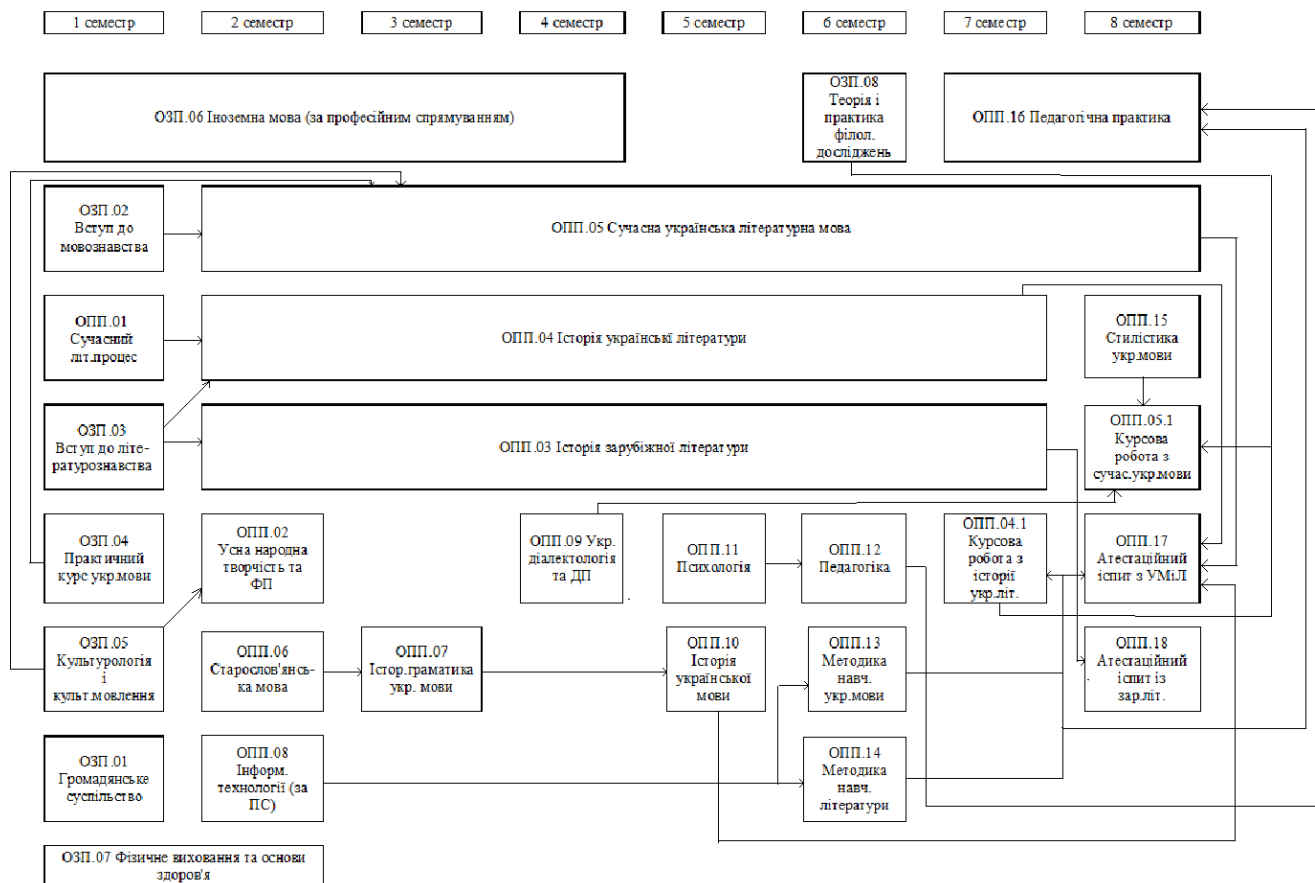 1 семестр
2 семестр
3 семестр
4 семестр
5 семестр
6 семестр
7 семестр
8 семестр
ОЗП.06 Іноземна мова (за професійним спрямуванням)
ОЗП.08
Теорія і
практика
філол.
досліджень
ОПП.16 Педагогічна практика
ОЗП.02
Вступ до
мовознавства
ОПП.05 Сучасна українська літературна мова
ОПП.01
Сучасний
літ.процес
ОПП.04 Історія українські літератури
ОПП.15
Стилістика
укр.мови
ОЗП.03
Вступ до літе-
ратурознавства
ОПП.03 Історія зарубіжної літератури
ОПП.05.1
Курсова
робота з
сучас.укр.мови
ОЗП.04
Практичний
курс укр.мови
ОПП.02
Усна народна
творчість та
ФП
ОПП.09 Укр.
діалектологія
та ДП
ОПП.11
Психологія
ОПП.12
Педагогіка
ОПП.04.1
Курсова
робота з
історії
укр.літ.
ОПП.17
Атестаційний
іспит з УМіЛ
ОЗП.05
Культурологія
і
культ.мовлення
ОПП.06
Старослов'янсь-
ка мова
ОПП.07
Істор.граматика
укр. мови
ОПП.10
Історія
української
мови
ОПП.13
Методика
навч.
укр.мови
ОПП.18
Атестаційний
іспит із
зар.літ.
ОЗП.01
Громадянське
суспільство
ОПП.08
Інформ.
технології (за
ПС)
ОПП.14
Методика
навч.
літератури
ОЗП.07 Фізичне виховання та основи
здоров'я